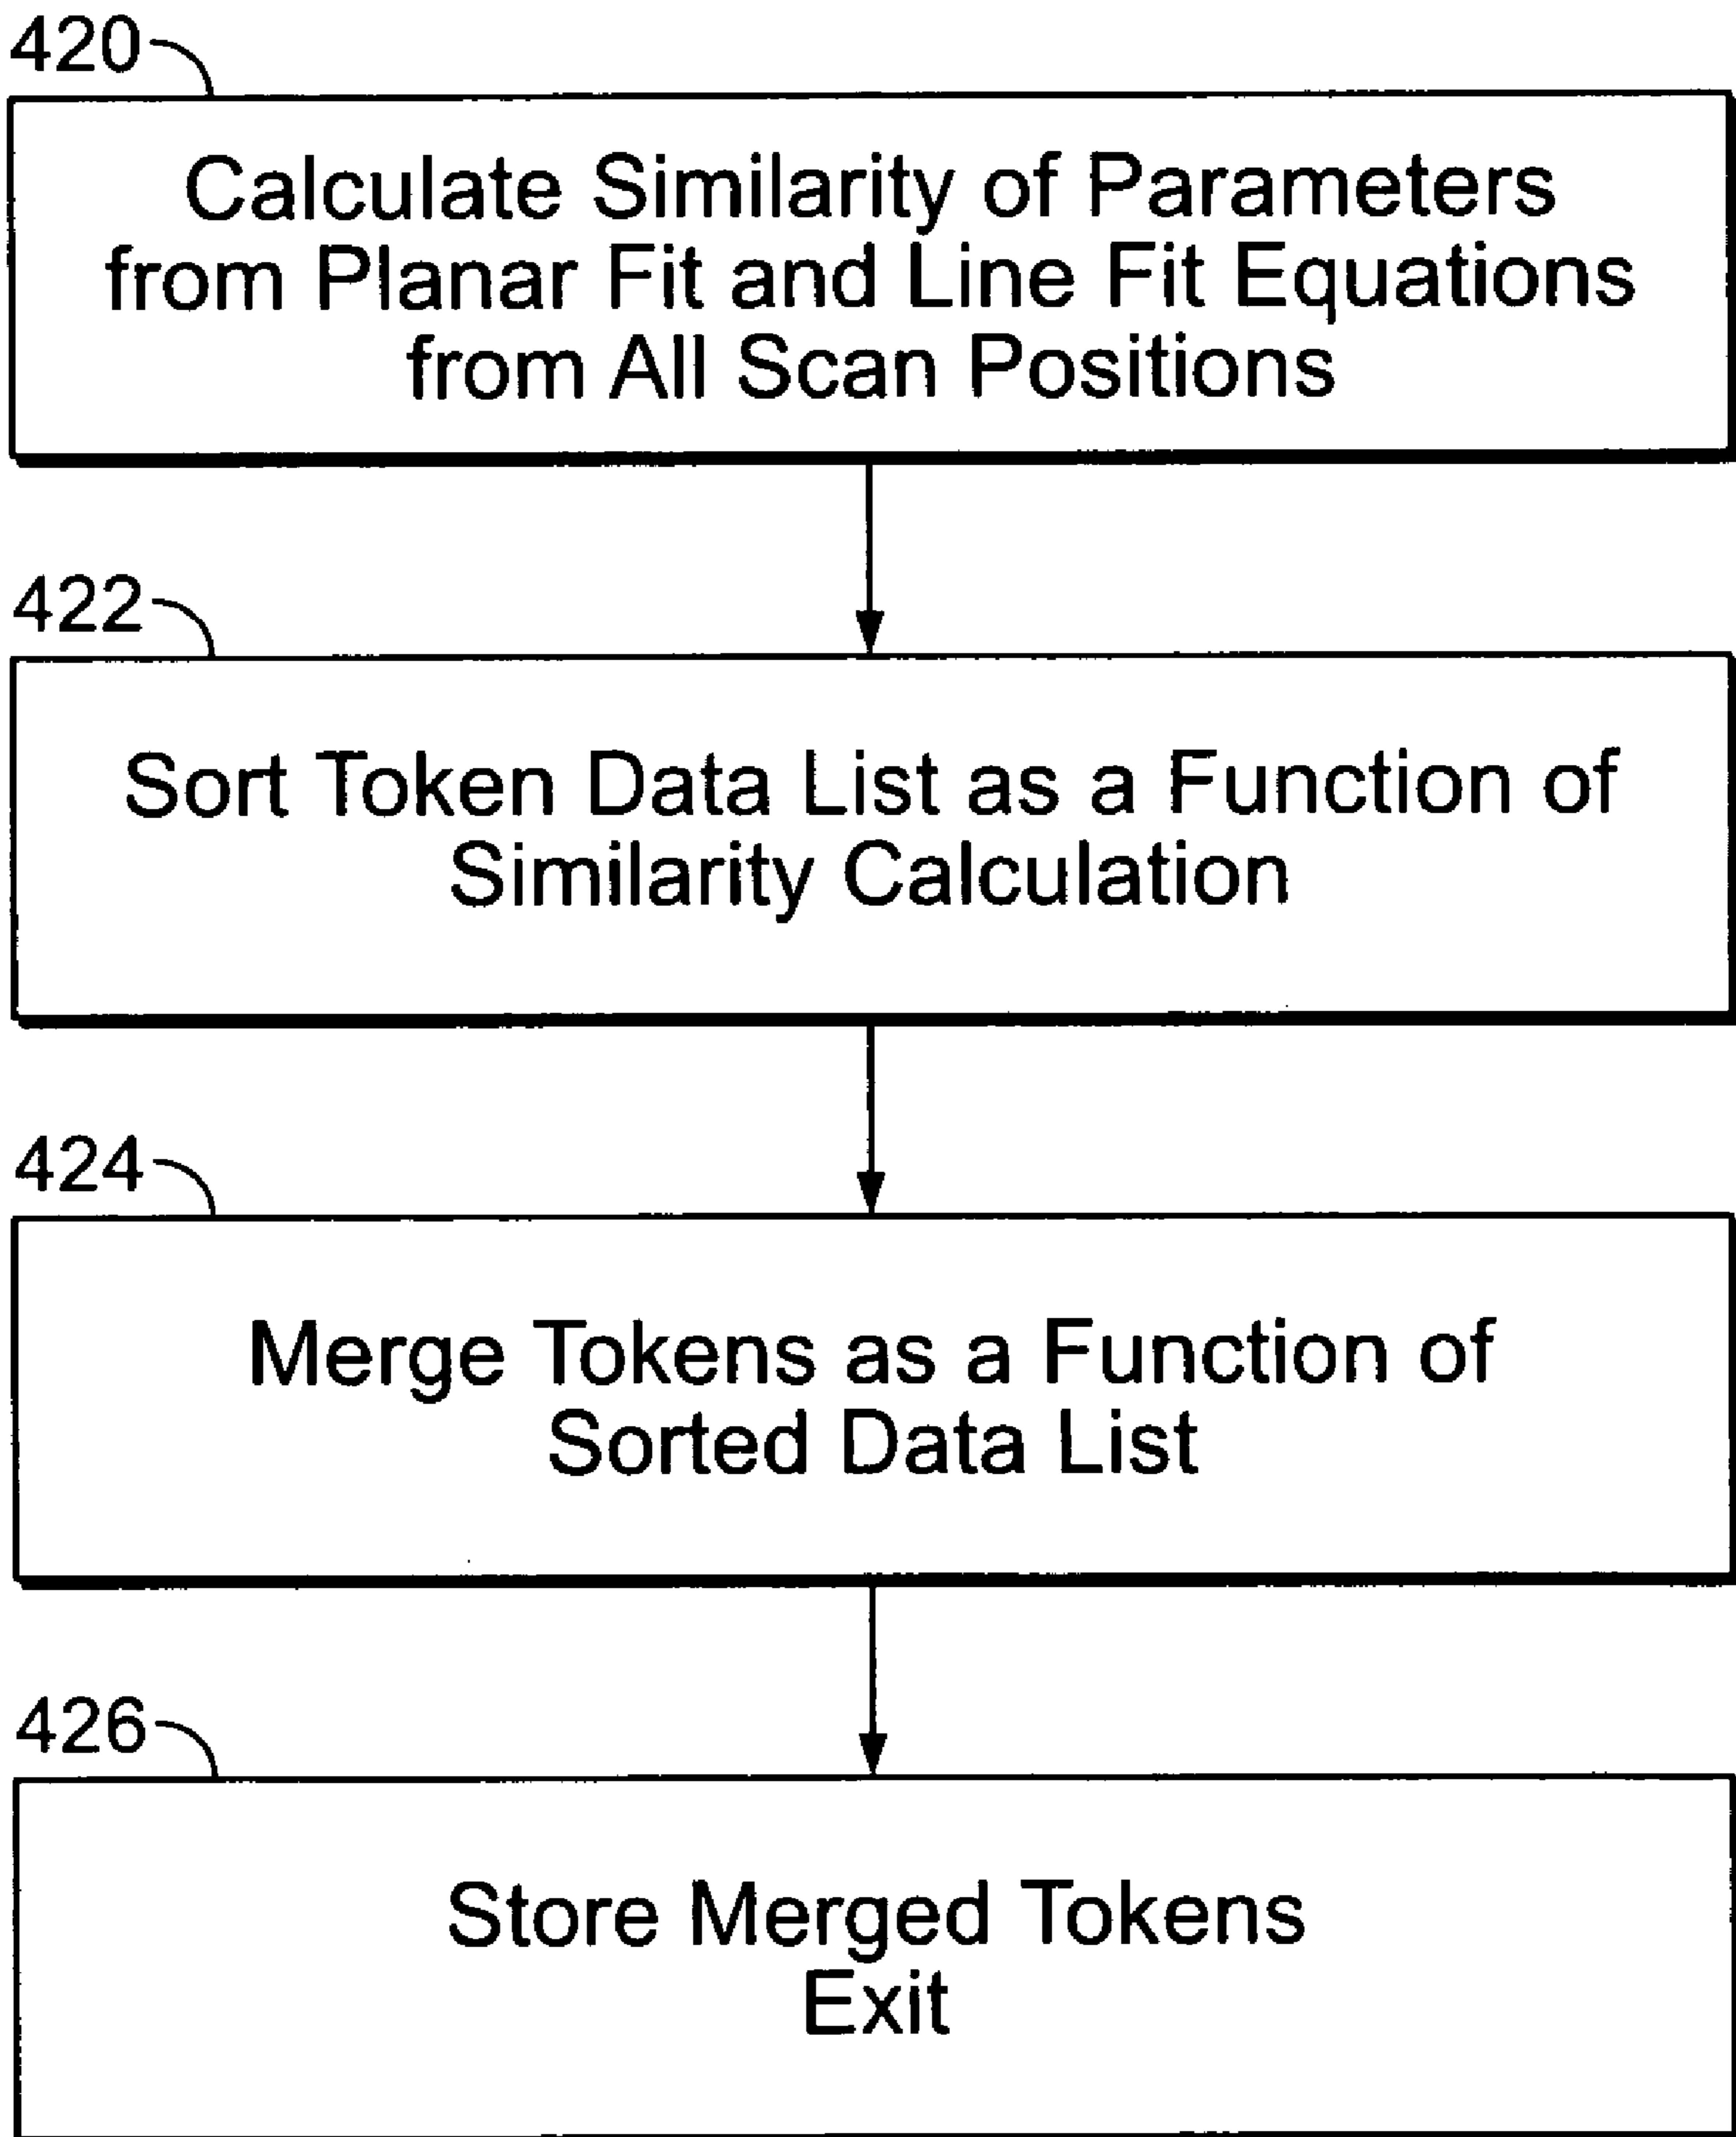 420
Calculate Similarity of Parameters
from Planar Fit and Line Fit Equations
from All Scan Positions
422
Sort Token Data List as a Function of
Similarity Calculation
424
Merge Tokens as a Function of
Sorted Data List
426
Store Merged Tokens
Exit